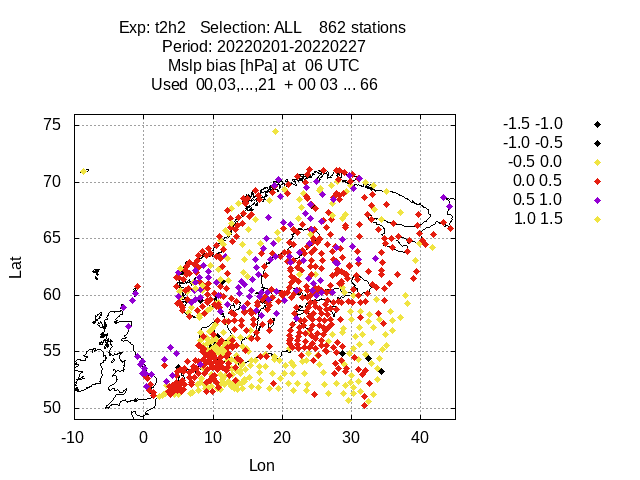 Exp: t2h2 Selection: ALL 862 stations
Period: 20220201-20220227
Mslp bias [hPa] at 06 UTC
Used 00,03,...,21 + 00 03 ... 66
-1.5 -1.0
-1.0 -0.5
-0.5 0.0
0.0 0.5
0.5 1.0
1.0 1.5
75
70
65
60
55
50
Lat
-10 0 10 20 30 40
Lon